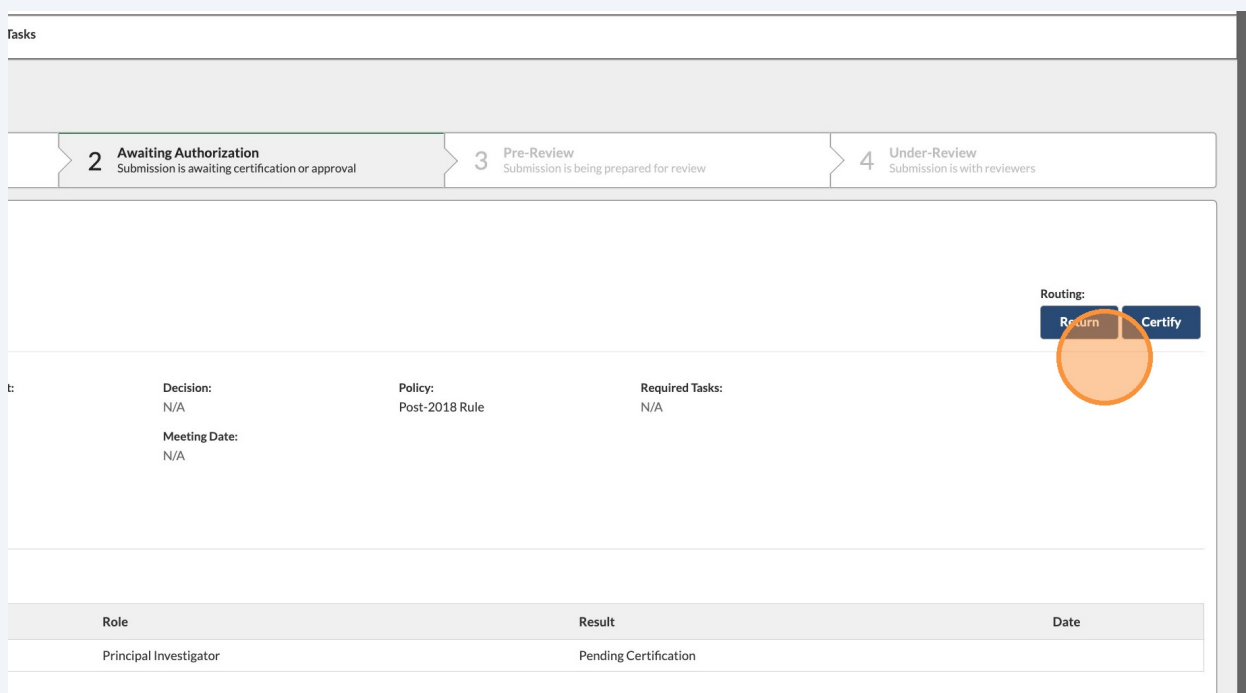 Tasks
2 Awaiting Authorization
Submission is awaiting certification or approval
3 Pre-Review
Submission is being prepared for review
4 Under-Review
Submission is with reviewers
Routing:
Return Certify
t: Decision: Policy: Required Tasks:
N/A Post-2018 Rule N/A
Meeting Date:
N/A
Role Result Date
Principal Investigator Pending Certification